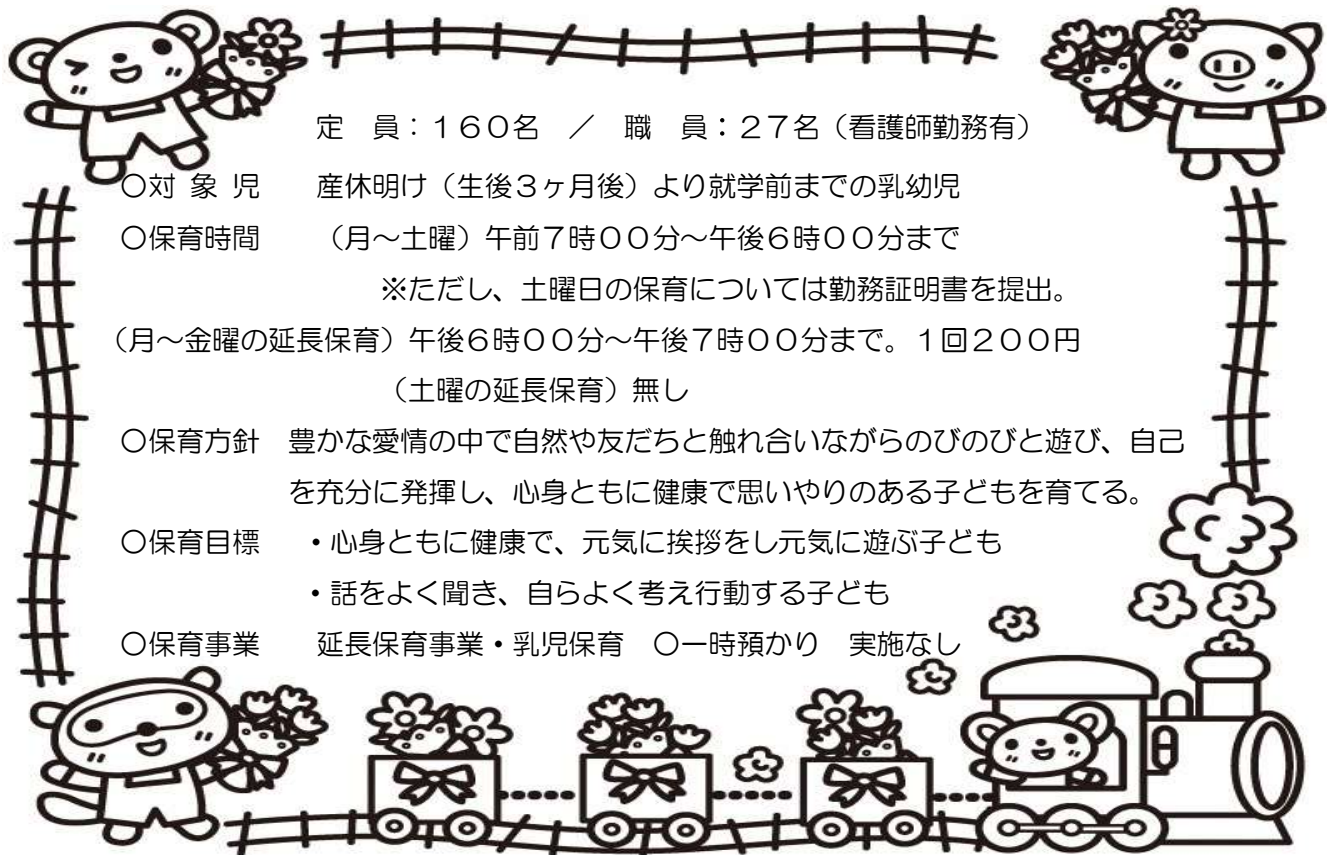 定　員：１６０名　／　職　員：２７名（看護師勤務有）
〇対 象 児　　産休明け（生後３ヶ月後）より就学前までの乳幼児
〇保育時間　　（月～土曜）午前７時００分～午後６時００分まで
※ただし、土曜日の保育については勤務証明書を提出。
（月～金曜の延長保育）午後６時００分～午後７時００分まで。１回２００円
（土曜の延長保育）無し
〇保育方針　豊かな愛情の中で自然や友だちと触れ合いながらのびのびと遊び、自己
を充分に発揮し、心身ともに健康で思いやりのある子どもを育てる。
〇保育目標　　・心身ともに健康で、元気に挨拶をし元気に遊ぶ子ども
・話をよく聞き、自らよく考え行動する子ども
〇保育事業　　延長保育事業・乳児保育　〇一時預かり　実施なし